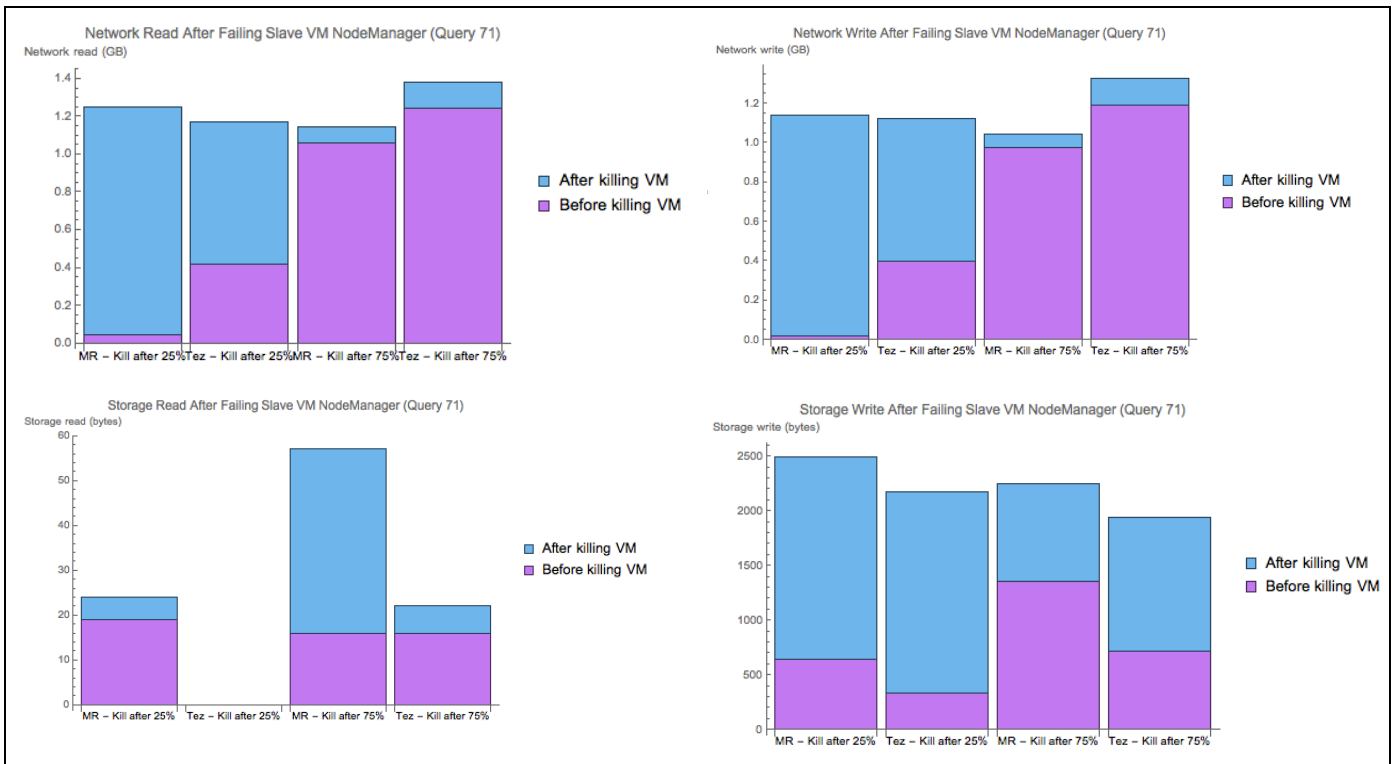 Network Read After Failing Slave VM NodeManager (Query 71)
Network read (GB)
1.4
1.2
1.0
0.8
0.6
0.4
0.2
0.0
MR – Kill after 25% Tez – Kill after 25% MR – Kill after 75% Tez – Kill after 75%
After killing VM
Before killing VM
Network Write After Failing Slave VM NodeManager (Query 71)
Network write (GB)
1.2
1.0
0.8
0.6
0.4
0.2
0.0
MR – Kill after 25% Tez – Kill after 25% MR – Kill after 75% Tez – Kill after 75%
After killing VM
Before killing VM
Storage Read After Failing Slave VM NodeManager (Query 71)
Storage read (bytes)
60
50
40
30
20
10
0
MR – Kill after 25% Tez – Kill after 25% MR – Kill after 75% Tez – Kill after 75%
After killing VM
Before killing VM
Storage Write After Failing Slave VM NodeManager (Query 71)
Storage write (bytes)
2500
2000
1500
1000
500
0
MR – Kill after 25% Tez – Kill after 25% MR – Kill after 75% Tez – Kill after 75%
After killing VM
Before killing VM